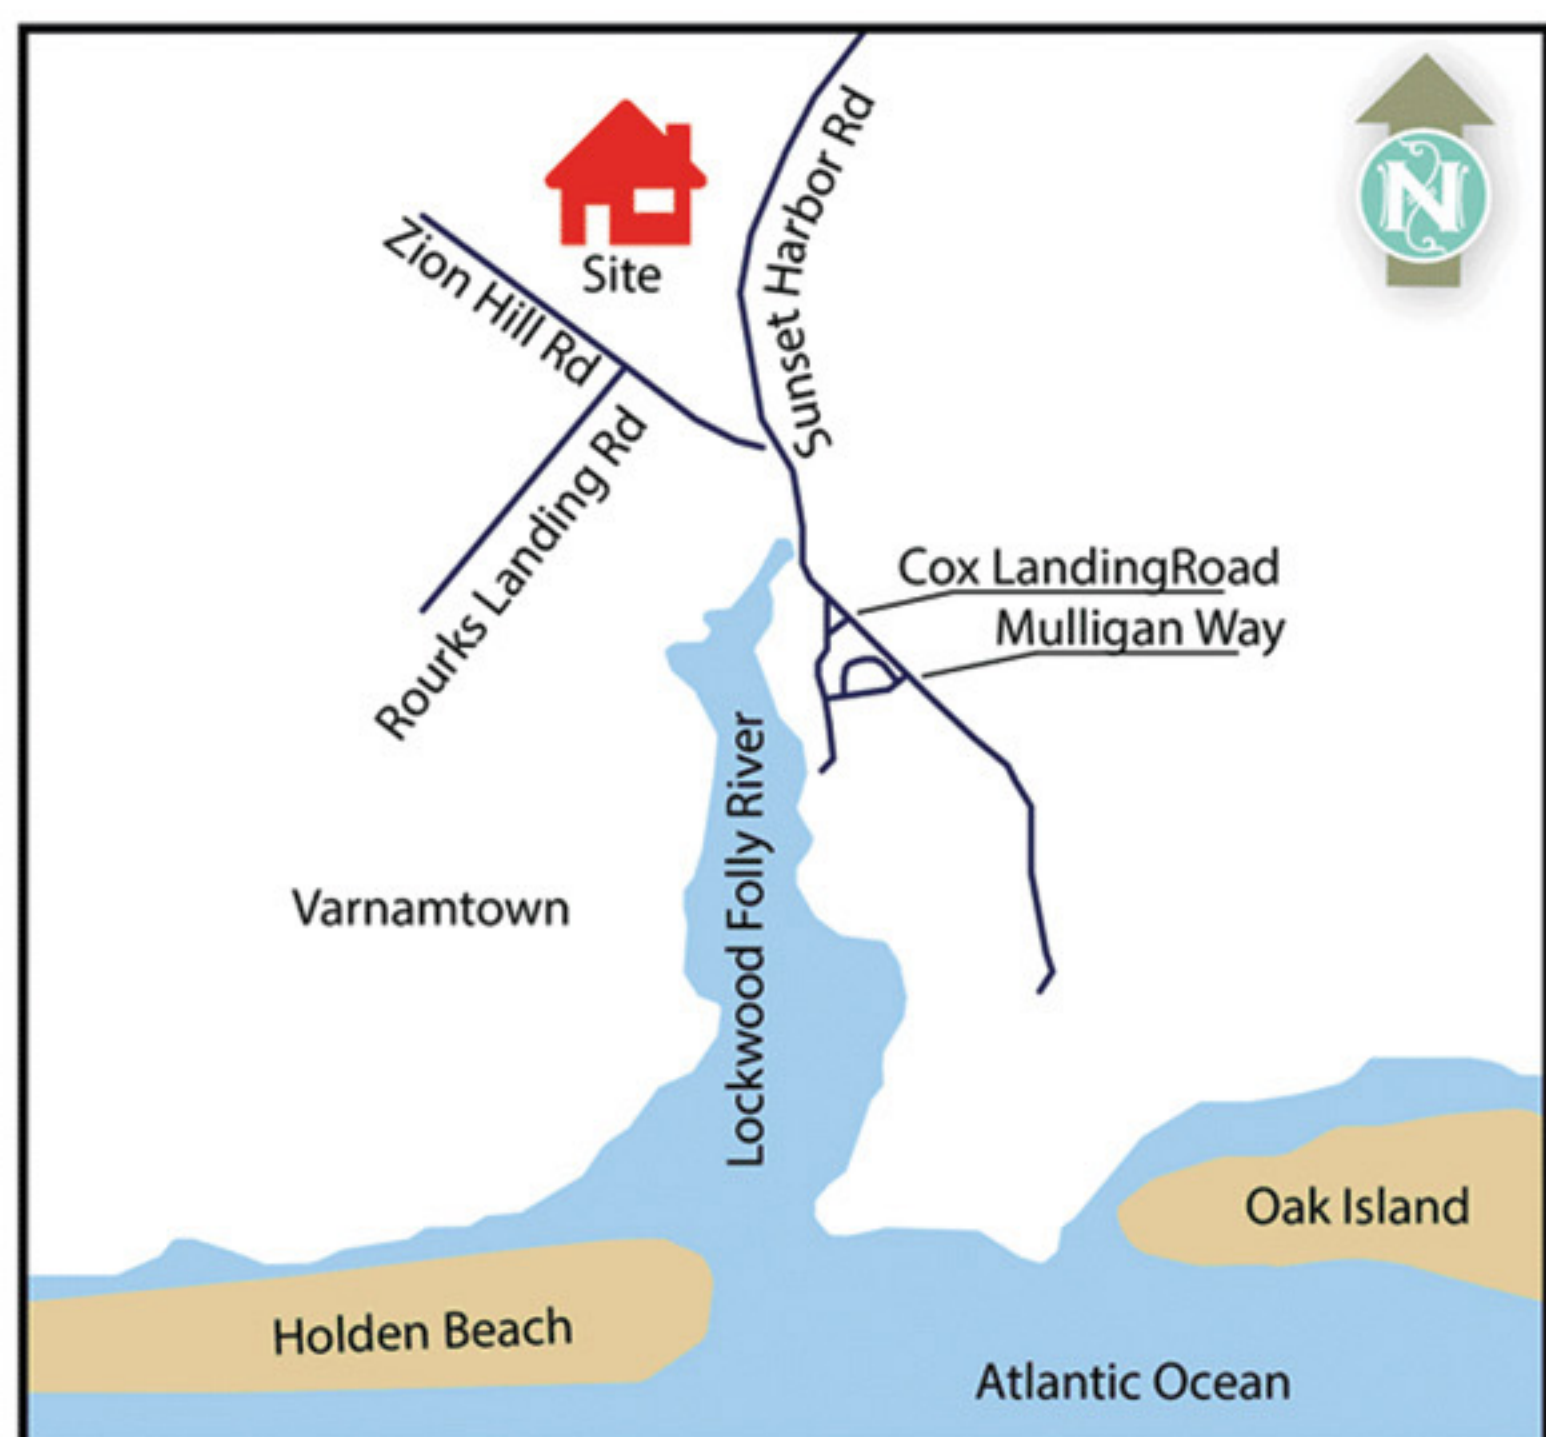 N
Sunset Harbor Rd
Site
Zion Hill Rd
Rourks Landing Rd
Cox LandingRoad
Mulligan Way
Lockwood Folly River
Varnamtown
Oak Island
Holden Beach
Atlantic Ocean